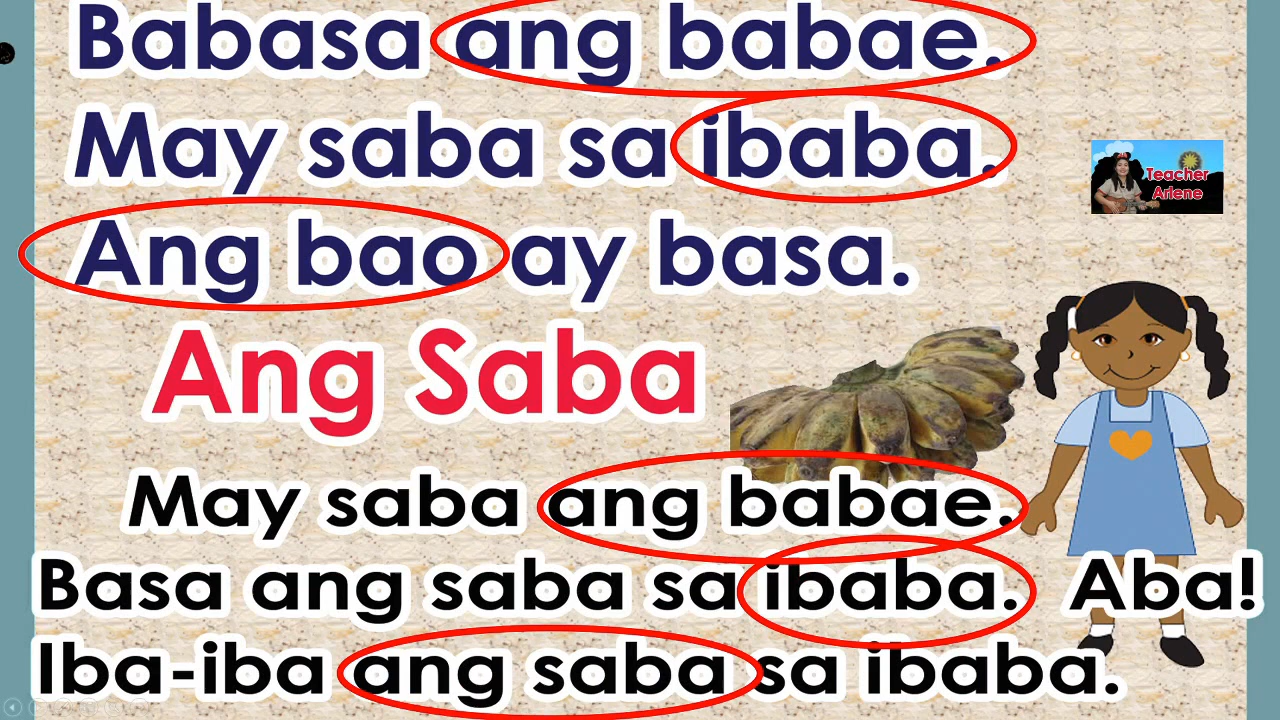 Babasa ang babae.
May saba sa ibaba.
Ang bao ay basa.
Teacher
Arlene
Ang Saba
May saba ang babae.
Basa ang saba sa ibaba. Aba!
Iba-iba ang saba sa ibaba.